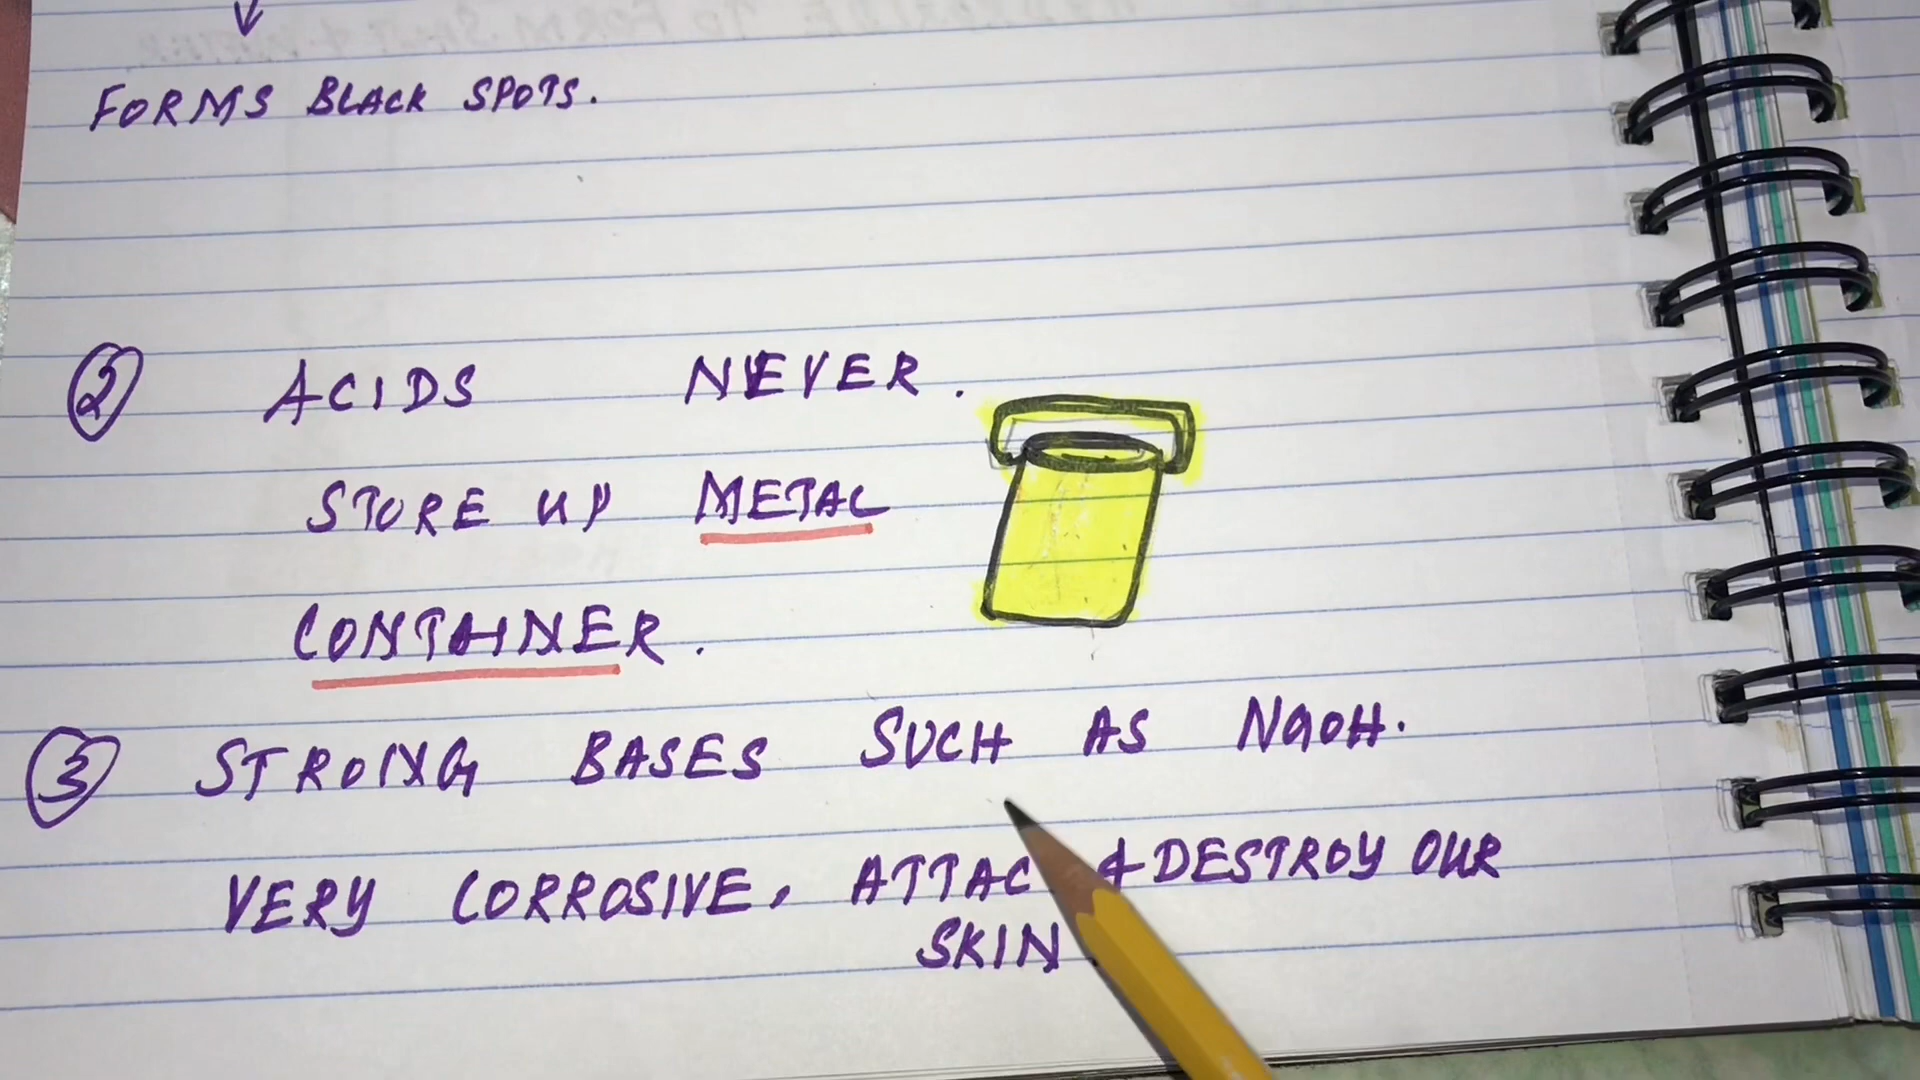 FORMS BLACK SPOTS.
② ACIDS NEVER.
STORE UP METAL
CONTAINER.
③ STROING BASES SUCH AS NaOH.
VERY CORROSIVE, ATTAC & DESTROY OUR
SKIN